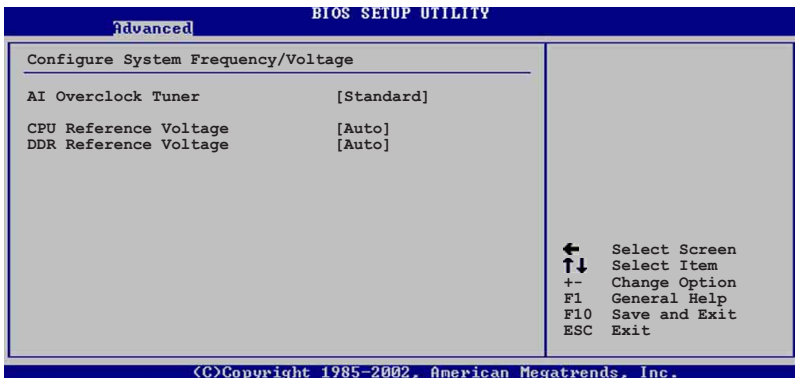 BIOS SETUP UTILITY
Advanced
Configure System Frequency/Voltage
AI Overclock Tuner [Standard]
CPU Reference Voltage [Auto]
DDR Reference Voltage [Auto]
← Select Screen
↑↓ Select Item
+- Change Option
F1 General Help
F10 Save and Exit
ESC Exit
(C)Copyright 1985-2002, American Megatrends, Inc.